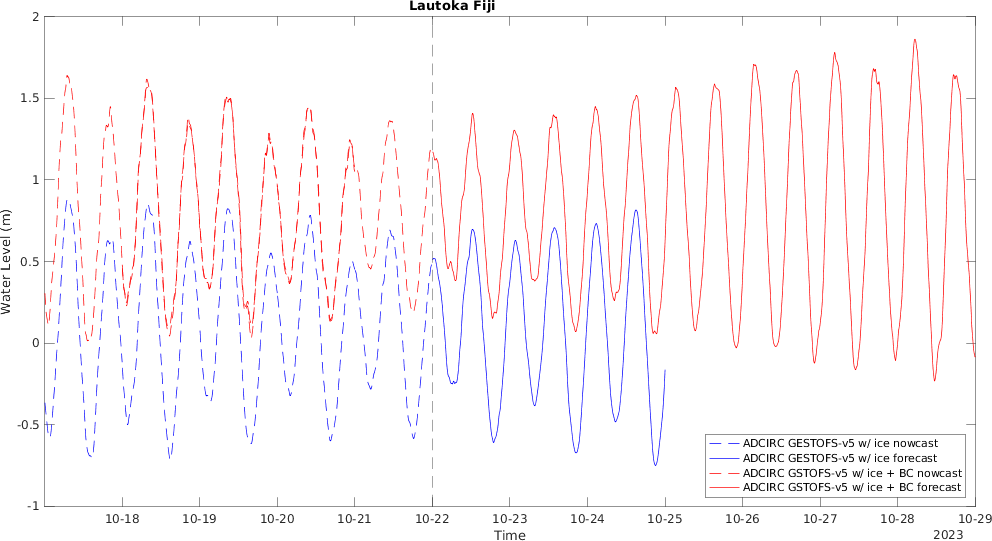 Lautoka Fiji
Water Level (m)
2
1.5
1
0.5
0
-0.5
-1
ADCIRC GESTOFS-v5 w/ ice nowcast
ADCIRC GESTOFS-v5 w/ ice forecast
ADCIRC GSTOFS-v5 w/ ice + BC nowcast
ADCIRC GSTOFS-v5 w/ ice + BC forecast
10-18 10-19 10-20 10-21 10-22 10-23 10-24 10-25 10-26 10-27 10-28 10-29
Time
2023